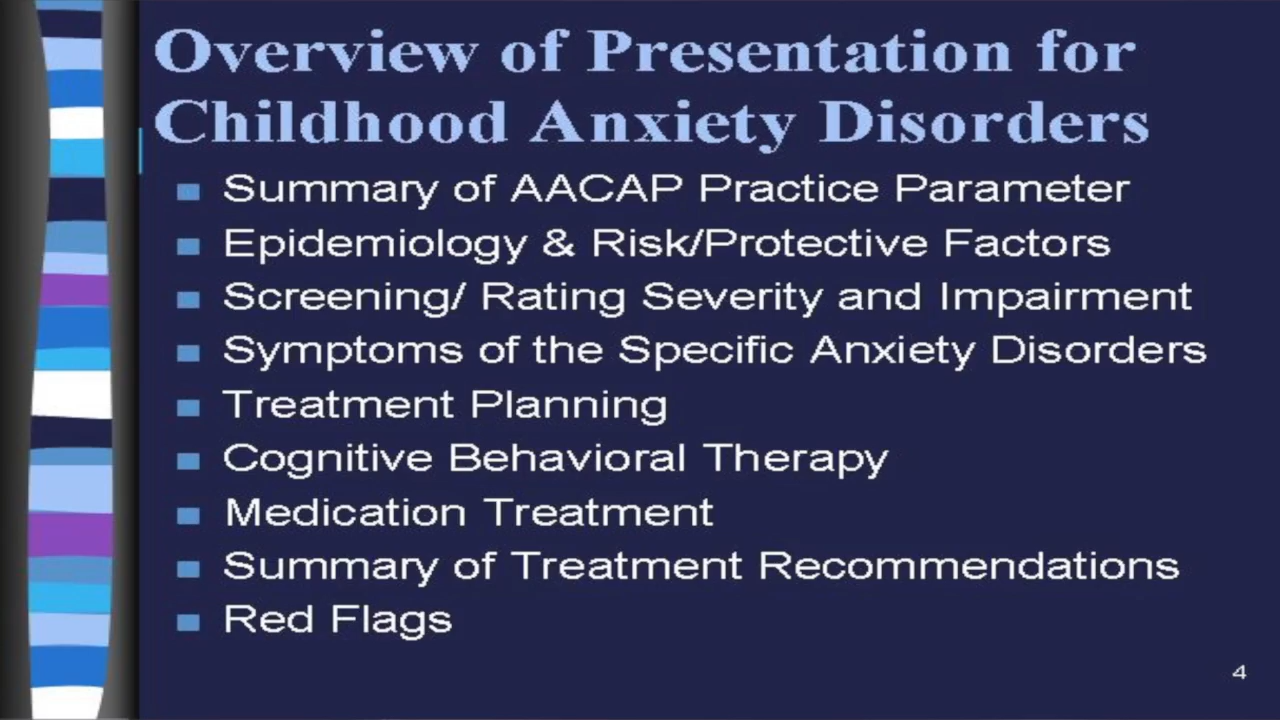 Overview of Presentation for
Childhood Anxiety Disorders
Summary of AACAP Practice Parameter
Epidemiology & Risk/Protective Factors
Screening/ Rating Severity and Impairment
Symptoms of the Specific Anxiety Disorders
Treatment Planning
Cognitive Behavioral Therapy
Medication Treatment
Summary of Treatment Recommendations
Red Flags
4